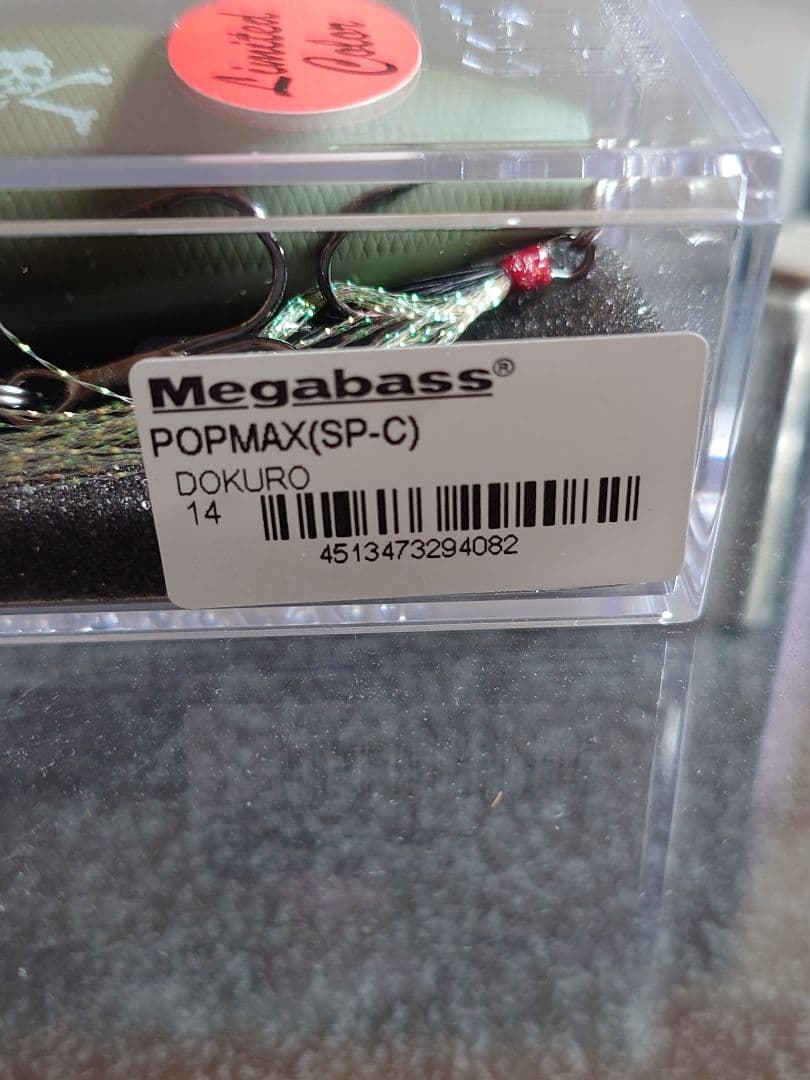 Limited
Color
Megabass®
POPMAX(SP-C)
DOKURO
14
4513473294082